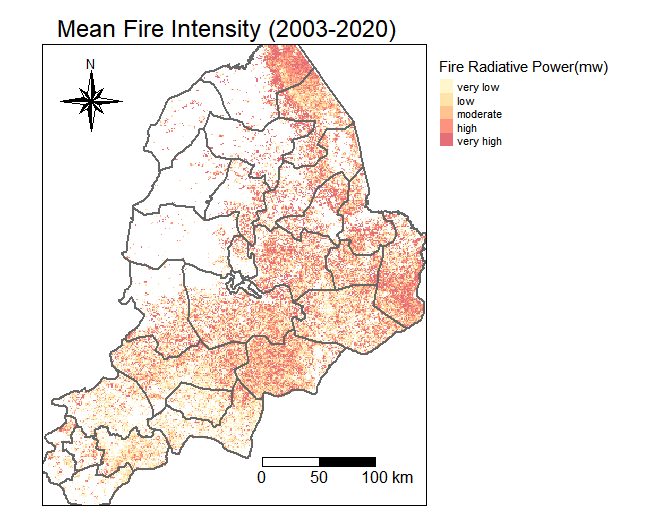 Mean Fire Intensity (2003-2020)
N
Fire Radiative Power(mw)
very low
low
moderate
high
very high
0 50 100 km